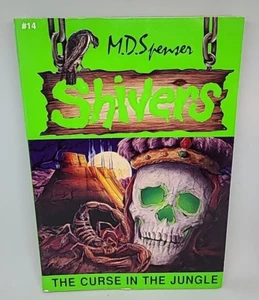 #14
M.D.Spenser
Shivers
THE CURSE IN THE JUNGLE